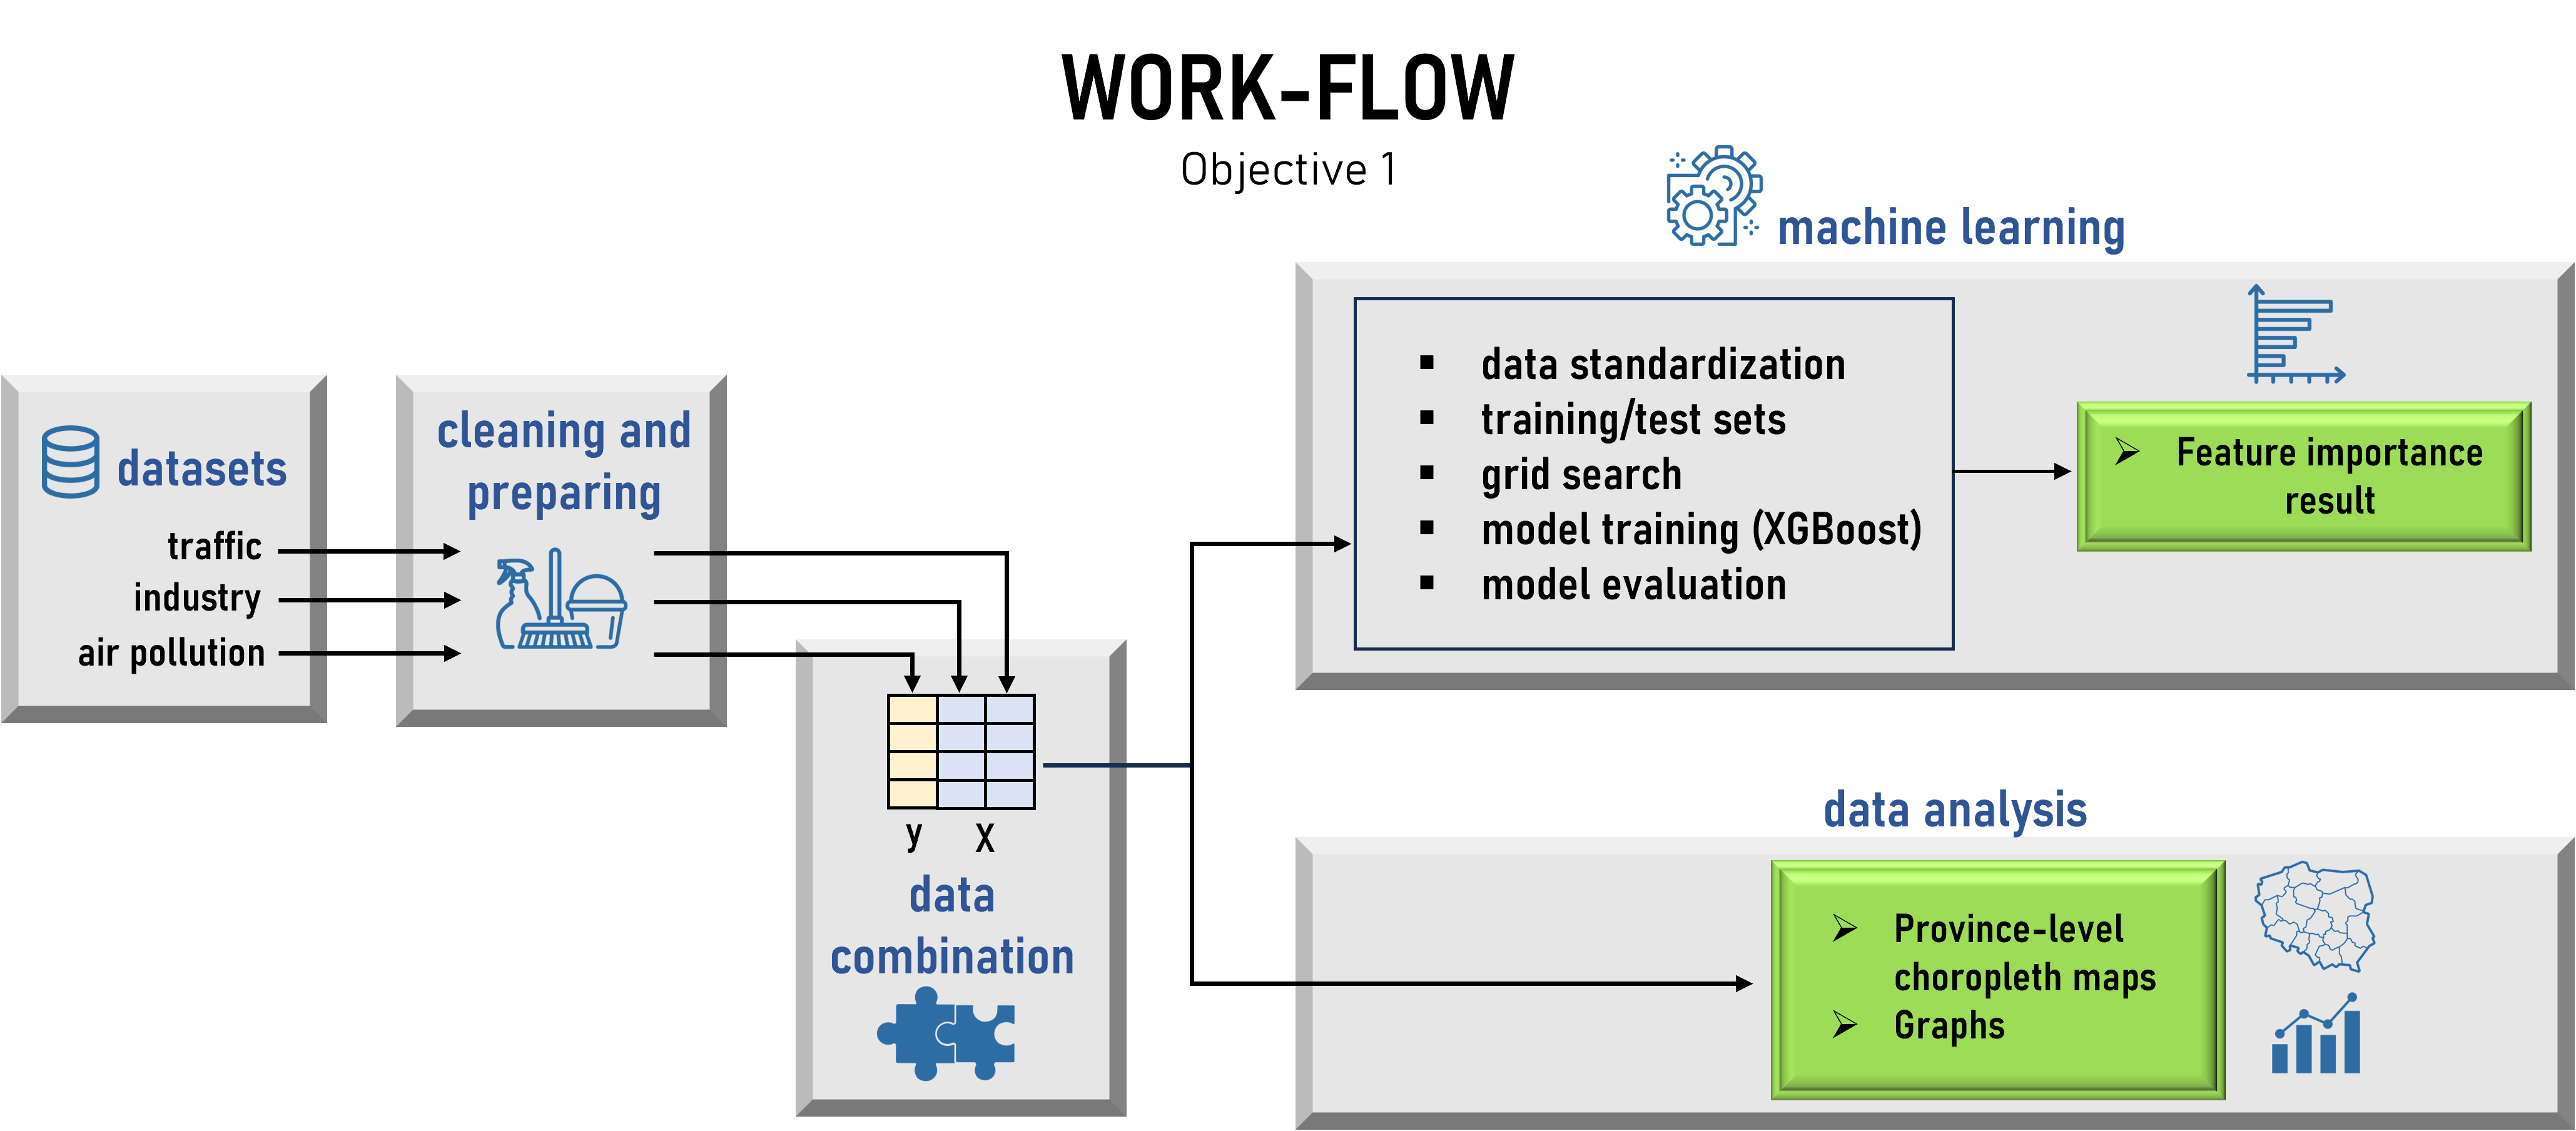 WORK-FLOW
Objective 1
datasets
traffic
industry
air pollution
cleaning and
preparing
y X
data
combination
machine learning
▪ data standardization
▪ training/test sets
▪ grid search
▪ model training (XGBoost)
▪ model evaluation
➢ Feature importance
result
data analysis
➢ Province-level
choropleth maps
➢ Graphs